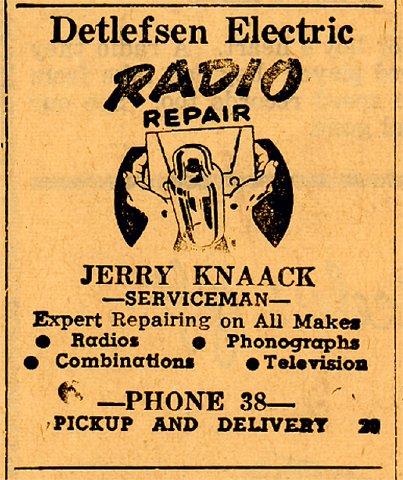 Detlefsen Electric
RADIO
REPAIR
JERRY KNAACK
—SERVICEMAN—
Expert Repairing on All Makes
● Radios ● Phonographs
● Combinations ● Television
—PHONE 38—
PICKUP AND DELIVERY